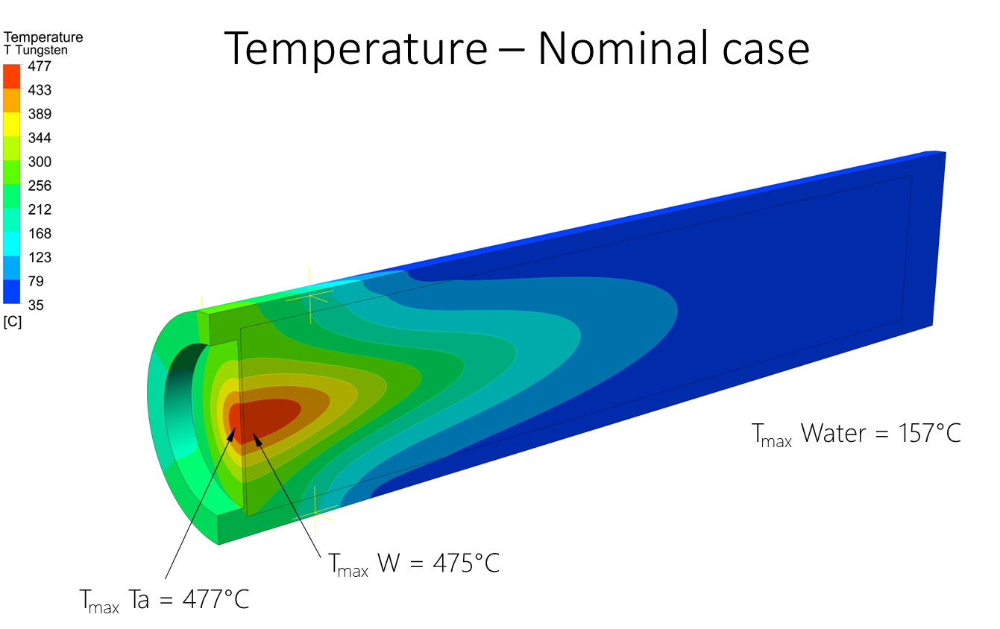 Temperature – Nominal case
Temperature
T Tungsten
477
433
389
344
300
256
212
168
123
79
35
[C]
Tmax Water = 157°C
Tmax W = 475°C
Tmax Ta = 477°C